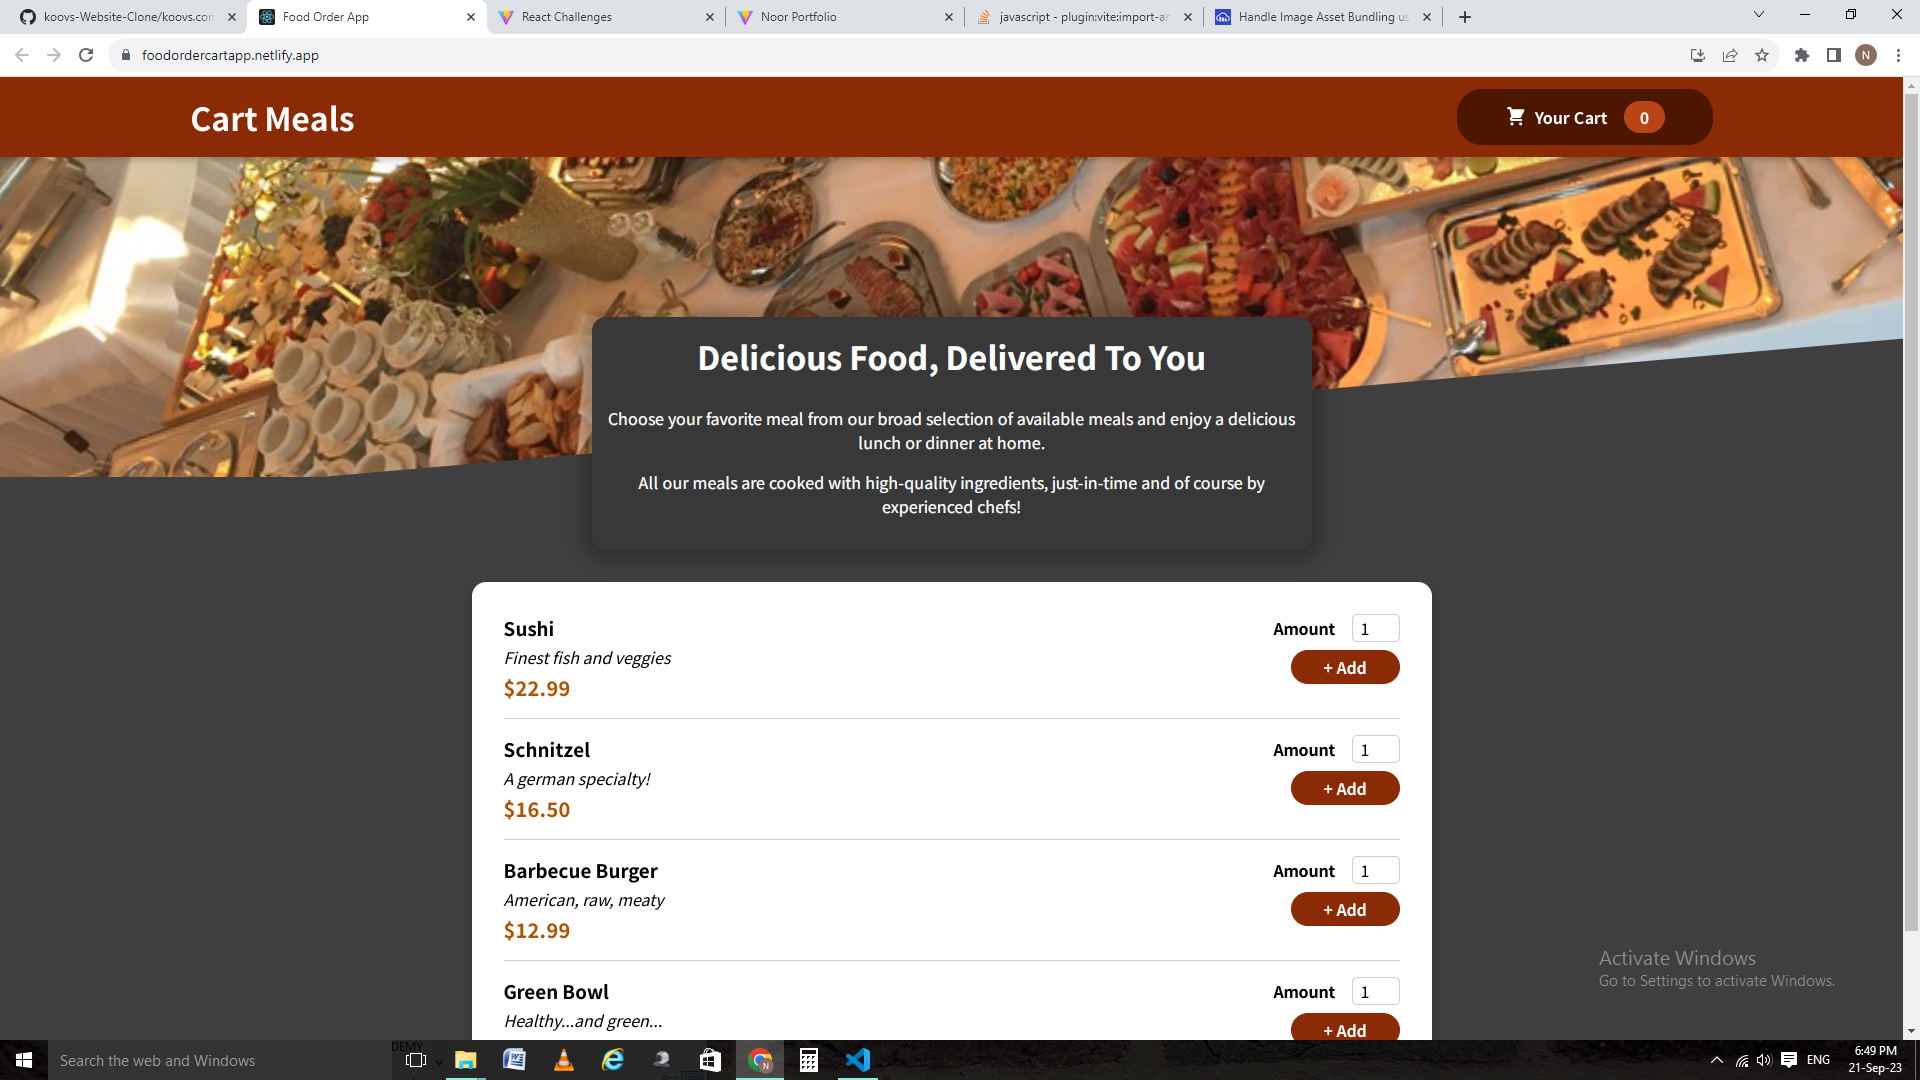 koovs-Website-Clone/koovs.con
Food Order App
React Challenges
Noor Portfolio
javascript - plugin:vite:import-an
Handle Image Asset Bundling us
foodordercartapp.netlify.app
N
Cart Meals
Your Cart 0
Delicious Food, Delivered To You
Choose your favorite meal from our broad selection of available meals and enjoy a delicious
lunch or dinner at home.
All our meals are cooked with high-quality ingredients, just-in-time and of course by
experienced chefs!
Sushi
Finest fish and veggies
$22.99
Amount 1
+ Add
Schnitzel
A german specialty!
$16.50
Amount 1
+ Add
Barbecue Burger
American, raw, meaty
$12.99
Amount 1
+ Add
Green Bowl
Healthy...and green...
Amount 1
+ Add
Activate Windows
Go to Settings to activate Windows.
Search the web and Windows
DEMY
N
ENG
6:49 PM
21-Sep-23